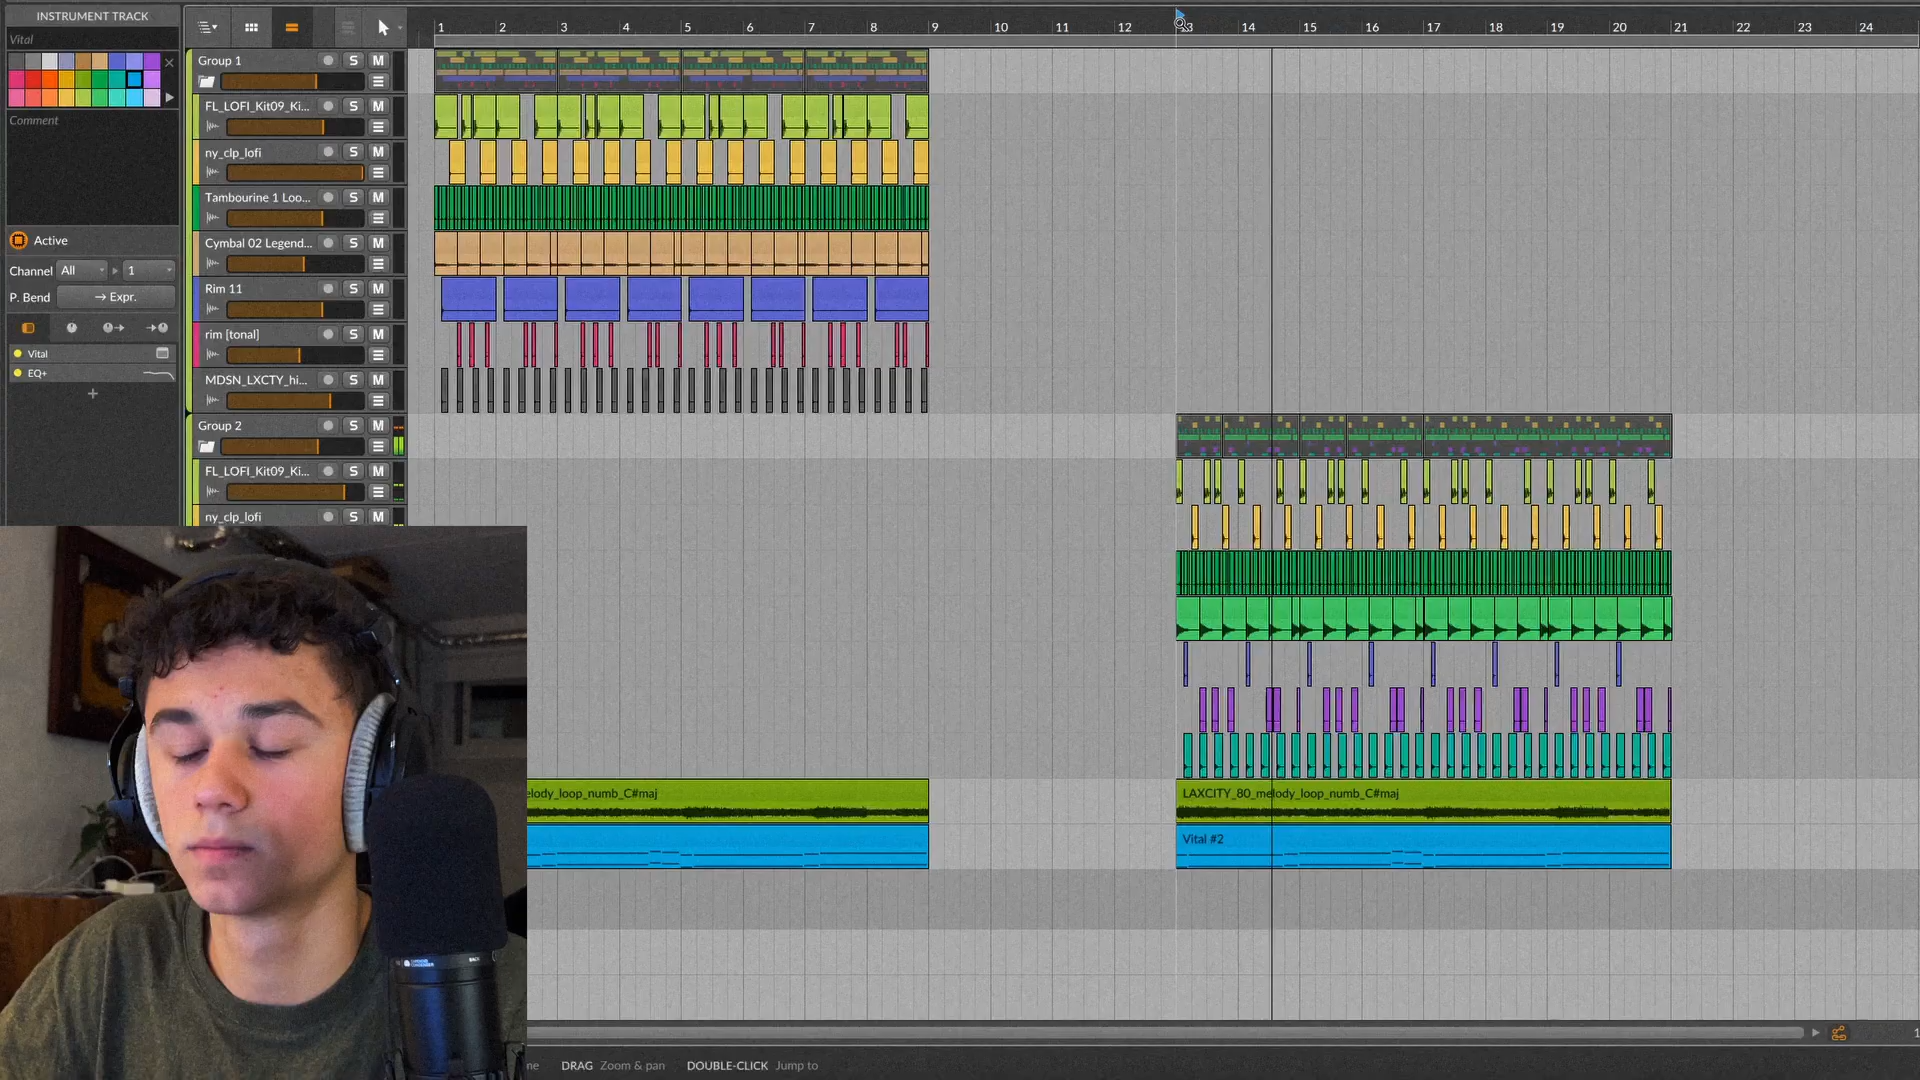 INSTRUMENT TRACK
Vital
Comment
Active
Channel All 1
P. Bend → Expr.
Vital
EQ+
+
1 2 3 4 5 6 7 8 9 10 11 12 13 14 15 16 17 18 19 20 21 22 23 24
Group 1 S M
FL_LOFI_Kit09_Ki... S M
ny_clp_lofi S M
Tambourine 1 Loo... S M
Cymbal 02 Legend... S M
Rim 11 S M
rim [tonal] S M
MDSN_LXCTY_hi... S M
Group 2 S M
FL_LOFI_Kit09_Ki... S M
ny_clp_lofi S M
elody_loop_numb_C#maj
LAXCITY_80_melody_loop_numb_C#maj
Vital #2
ne DRAG Zoom & pan DOUBLE-CLICK Jump to